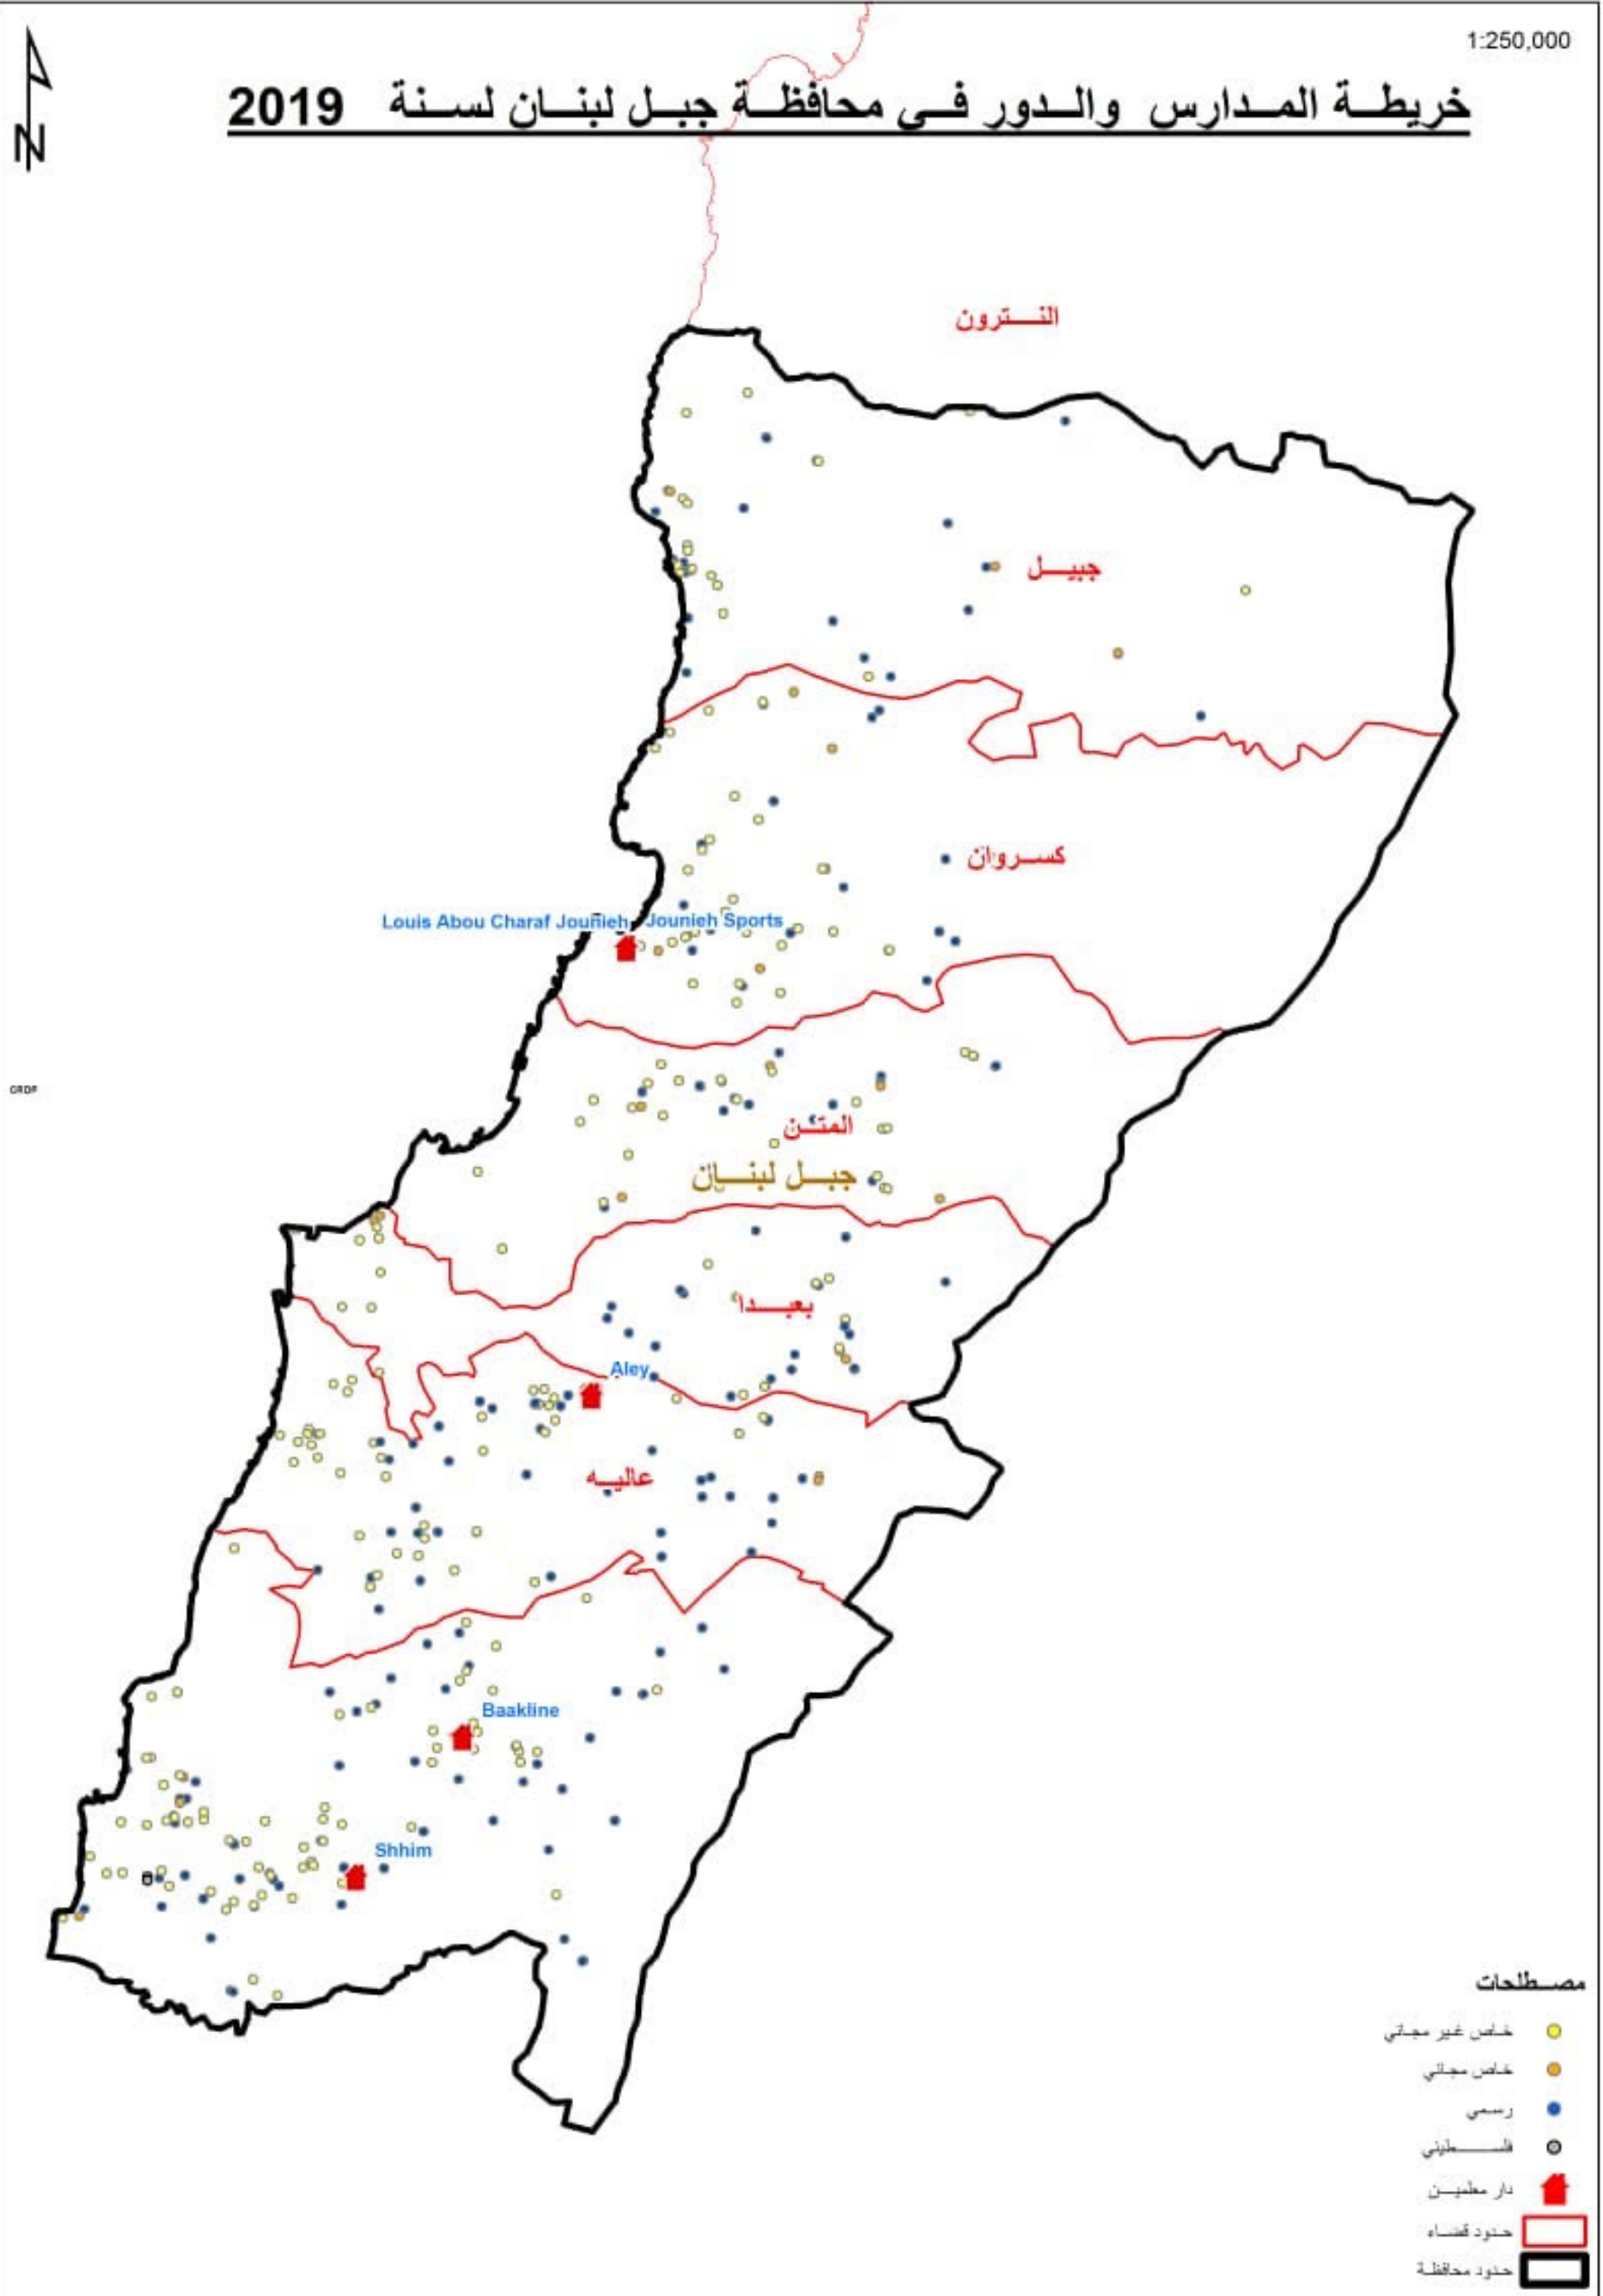 1:250,000
خريطة المدارس والدور في محافظة جبل لبنان لسنة 2019
N
النترون
جبيل
كسروان
Louis Abou Charaf Jounieh
Jounieh Sports
CRDP
المتن
جبل لبنان
بعبدا
Aley
عاليه
Baakline
Shhim
مصطلحات
خاص غير مجاني
خاص مجاني
رسمي
فلسطيني
دار معلمين
حدود قضاء
حدود محافظة